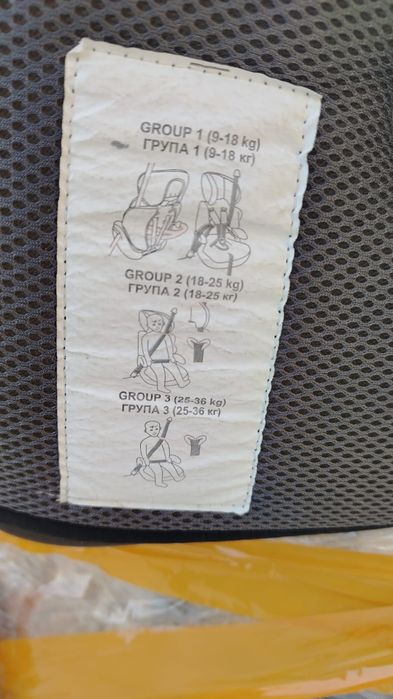 GROUP 1 (9-18 kg)
ГРУПА 1 (9-18 кг)
GROUP 2 (18-25 kg)
ГРУПА 2 (18-25 кг)
GROUP 3 (25-36 kg)
ГРУПА 3 (25-36 кг)